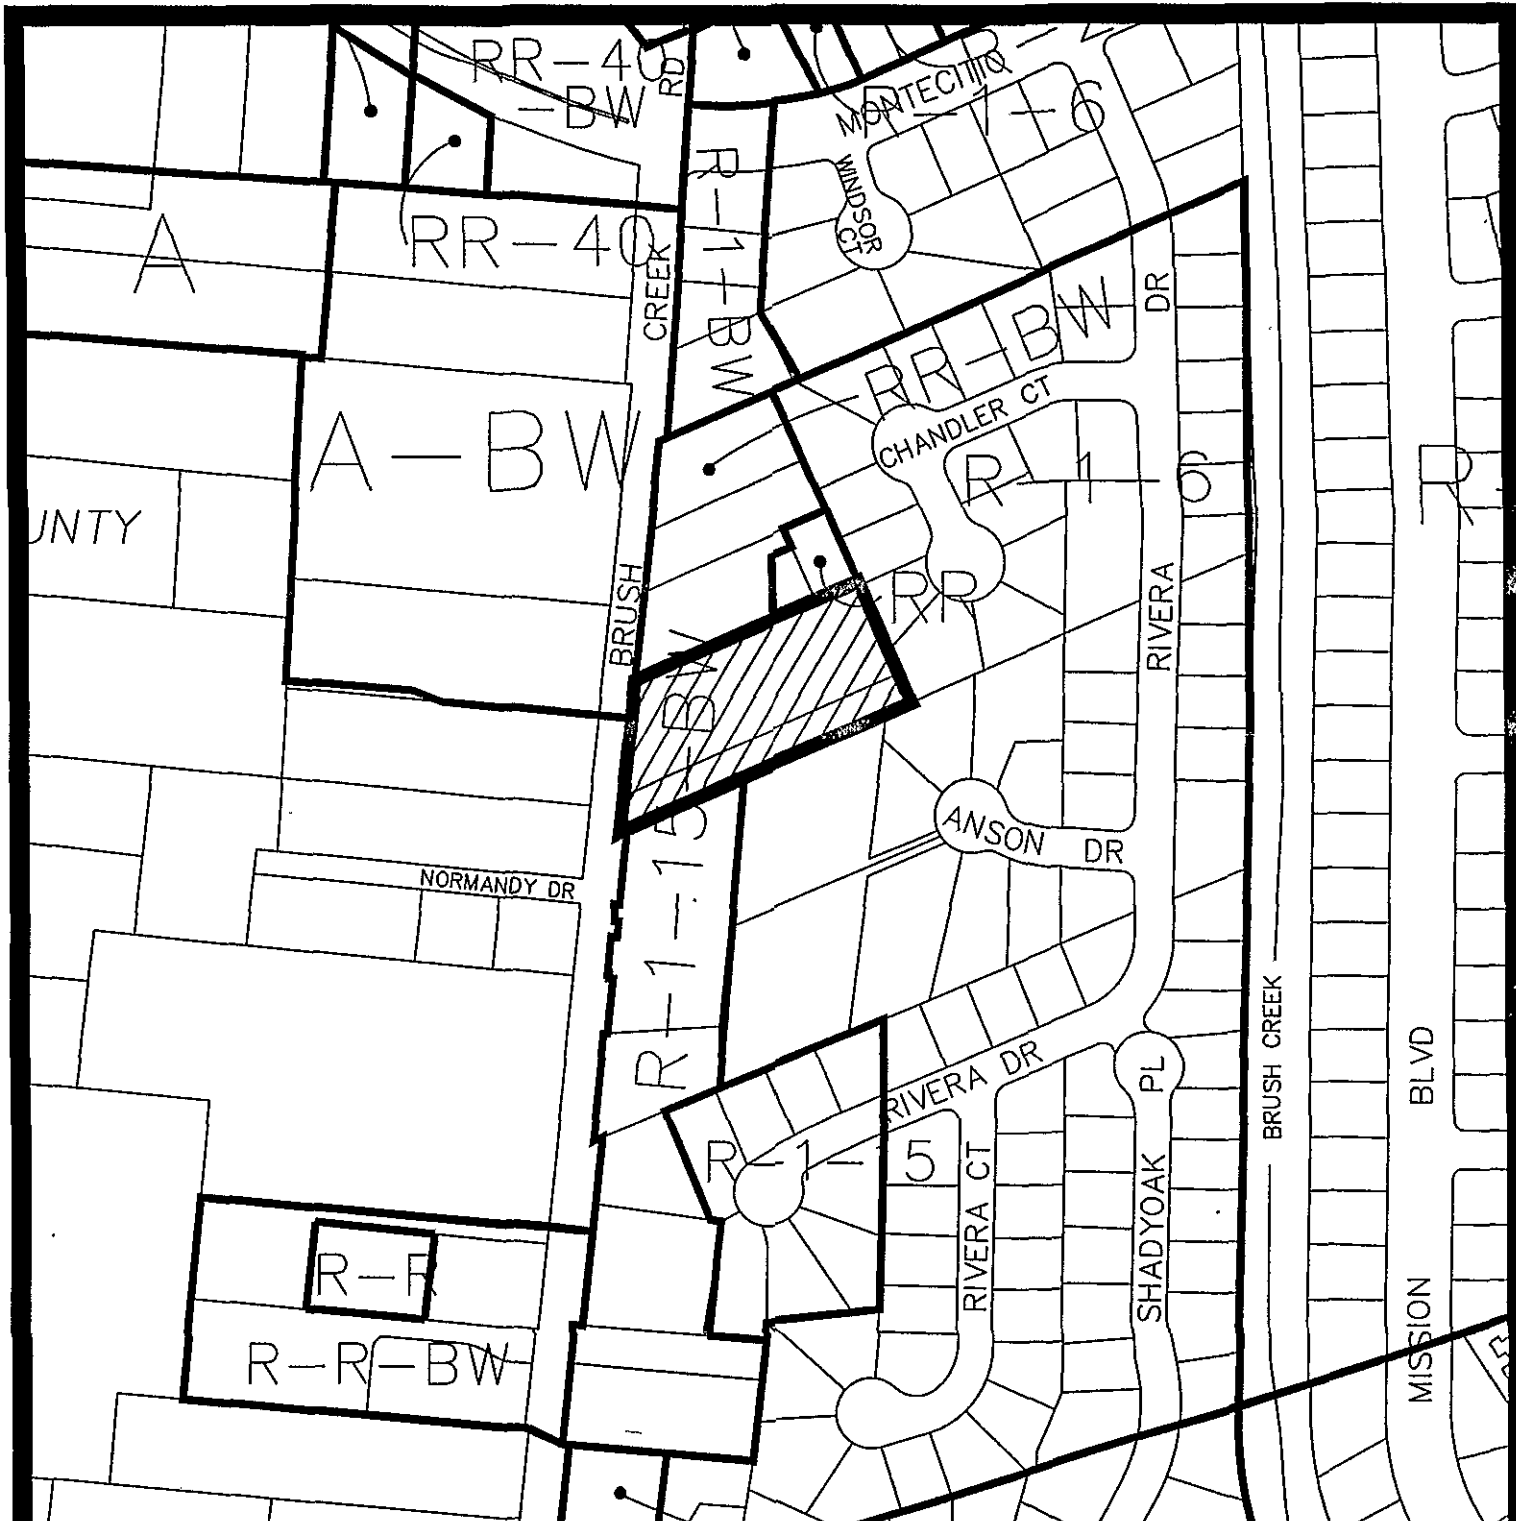 RR-40
-BW
RD
R-1-6
MONTECITO
WINDSOR
CT
R-1-BW
A
RR-40
CREEK
DR
RR-BW
CHANDLER CT
A-BW
R-1-6
R
UNTY
BRUSH
RR
RIVERA
R-1-15-BW
ANSON DR
NORMANDY DR
BRUSH CREEK
BLVD
RIVERA DR
PL
R-1-15
RIVERA CT
SHADYOAK
R-R
R-R-BW
MISSION